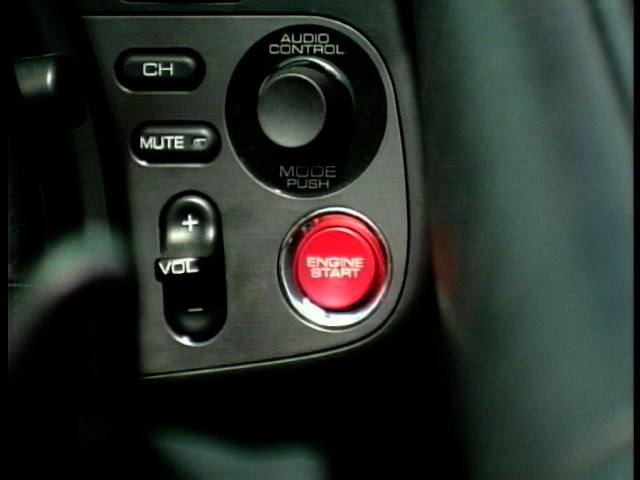 AUDIO
CONTROL
CH
MUTE
MODE
PUSH
+
VOL
-
ENGINE
START